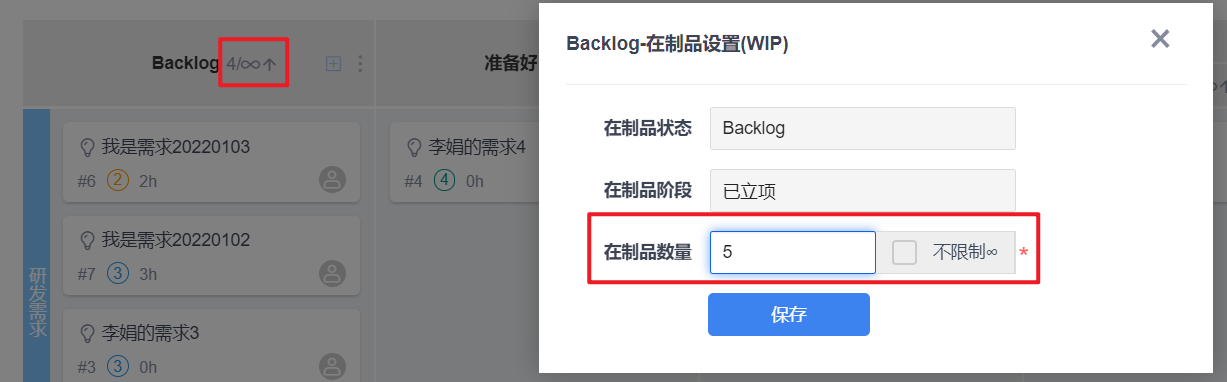 Backlog 4/∞↑
准备好
我是需求20220103
#6 2 2h
我是需求20220102
#7 3 3h
李娟的需求3
#3 3 0h
李娟的需求4
#4 4 0h
研发需求
Backlog-在制品设置(WIP)
在制品状态 Backlog
在制品阶段 已立项
在制品数量 5 不限制∞ *
保存